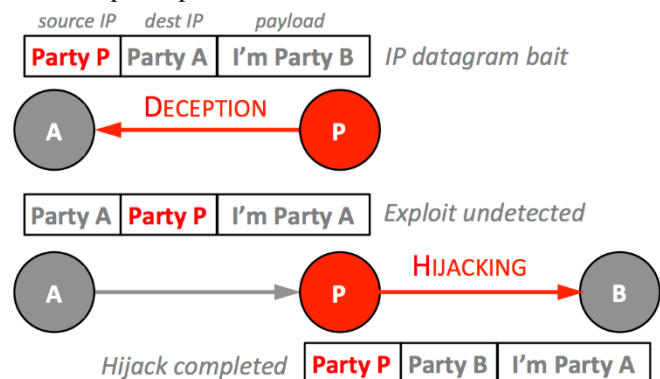 source IP dest IP payload
Party P Party A I'm Party B IP datagram bait
A DECEPTION P
Party A Party P I'm Party A Exploit undetected
A P HIJACKING B
Hijack completed Party P Party B I'm Party A